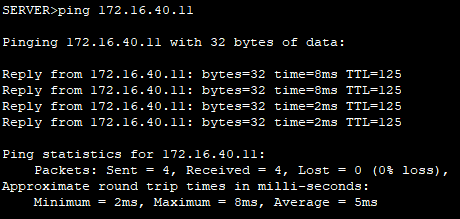 SERVER>ping 172.16.40.11
Pinging 172.16.40.11 with 32 bytes of data:
Reply from 172.16.40.11: bytes=32 time=8ms TTL=125
Reply from 172.16.40.11: bytes=32 time=8ms TTL=125
Reply from 172.16.40.11: bytes=32 time=2ms TTL=125
Reply from 172.16.40.11: bytes=32 time=2ms TTL=125
Ping statistics for 172.16.40.11:
Packets: Sent = 4, Received = 4, Lost = 0 (0% loss),
Approximate round trip times in milli-seconds:
Minimum = 2ms, Maximum = 8ms, Average = 5ms